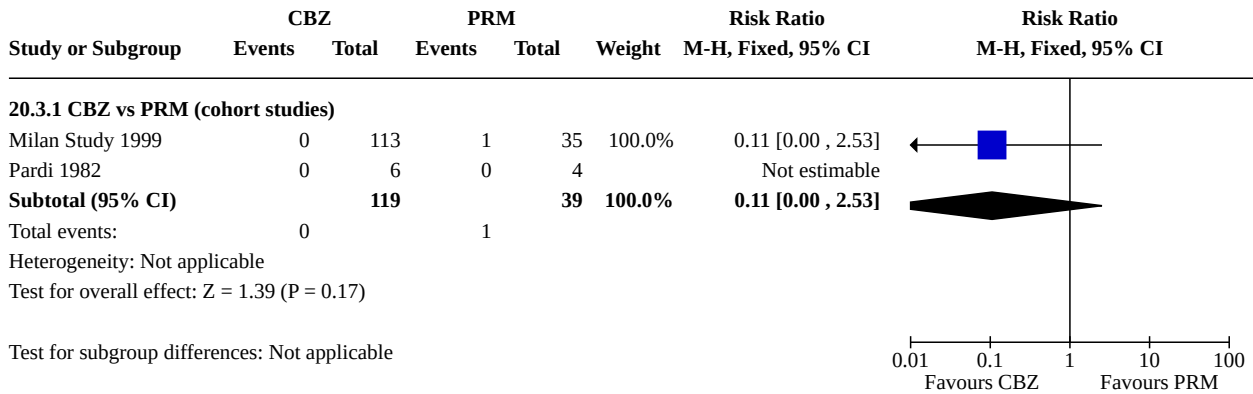 CBZ PRM Risk Ratio Risk Ratio
Study or Subgroup Events Total Events Total Weight M-H, Fixed, 95% CI M-H, Fixed, 95% CI
20.3.1 CBZ vs PRM (cohort studies)
Milan Study 1999 0 113 1 35 100.0% 0.11 [0.00 , 2.53]
Pardi 1982 0 6 0 4 Not estimable
Subtotal (95% CI) 119 39 100.0% 0.11 [0.00 , 2.53]
Total events: 0 1
Heterogeneity: Not applicable
Test for overall effect: Z = 1.39 (P = 0.17)
Test for subgroup differences: Not applicable
0.01 0.1 1 10 100
Favours CBZ Favours PRM